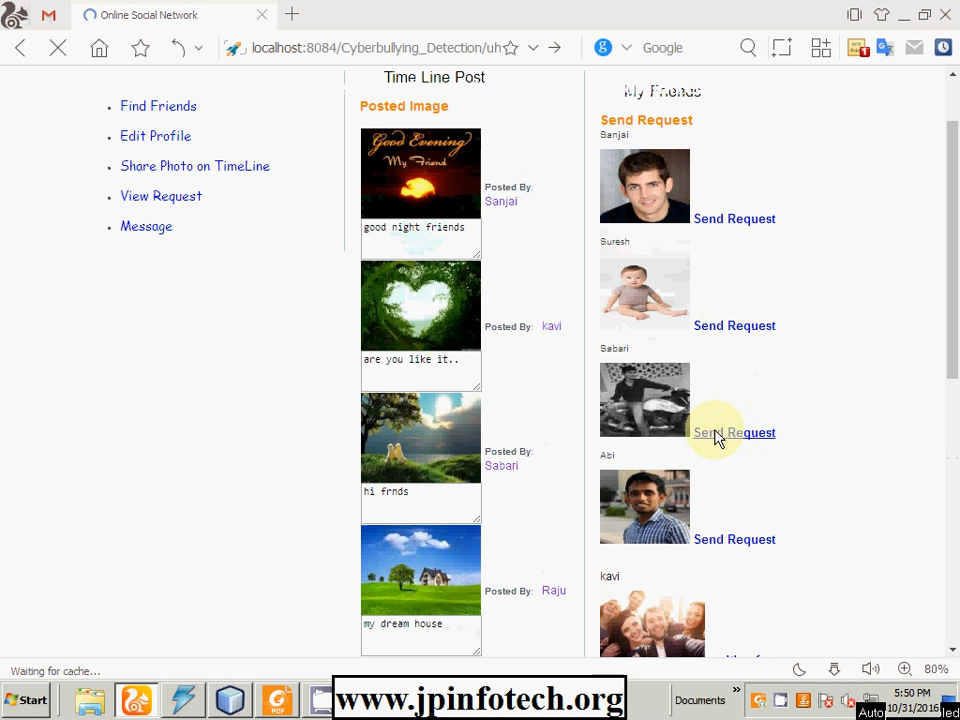 Online Social Network
localhost:8084/Cyberbullying_Detection/uh
Google
Find Friends
Edit Profile
Share Photo on TimeLine
View Request
Message
Time Line Post
Posted Image
Good Evening
My Friend
Posted By:
Sanjai
good night friends
Posted By: kavi
are you like it..
Posted By:
Sabari
hi frnds
Posted By: Raju
my dream house
My Friends
Send Request
Sanjai
Send Request
Suresh
Send Request
Sabari
Send Request
Abi
Send Request
kavi
Waiting for cache...
80%
Start
www.jpinfotech.org
Documents
5:50 PM
10/31/2016